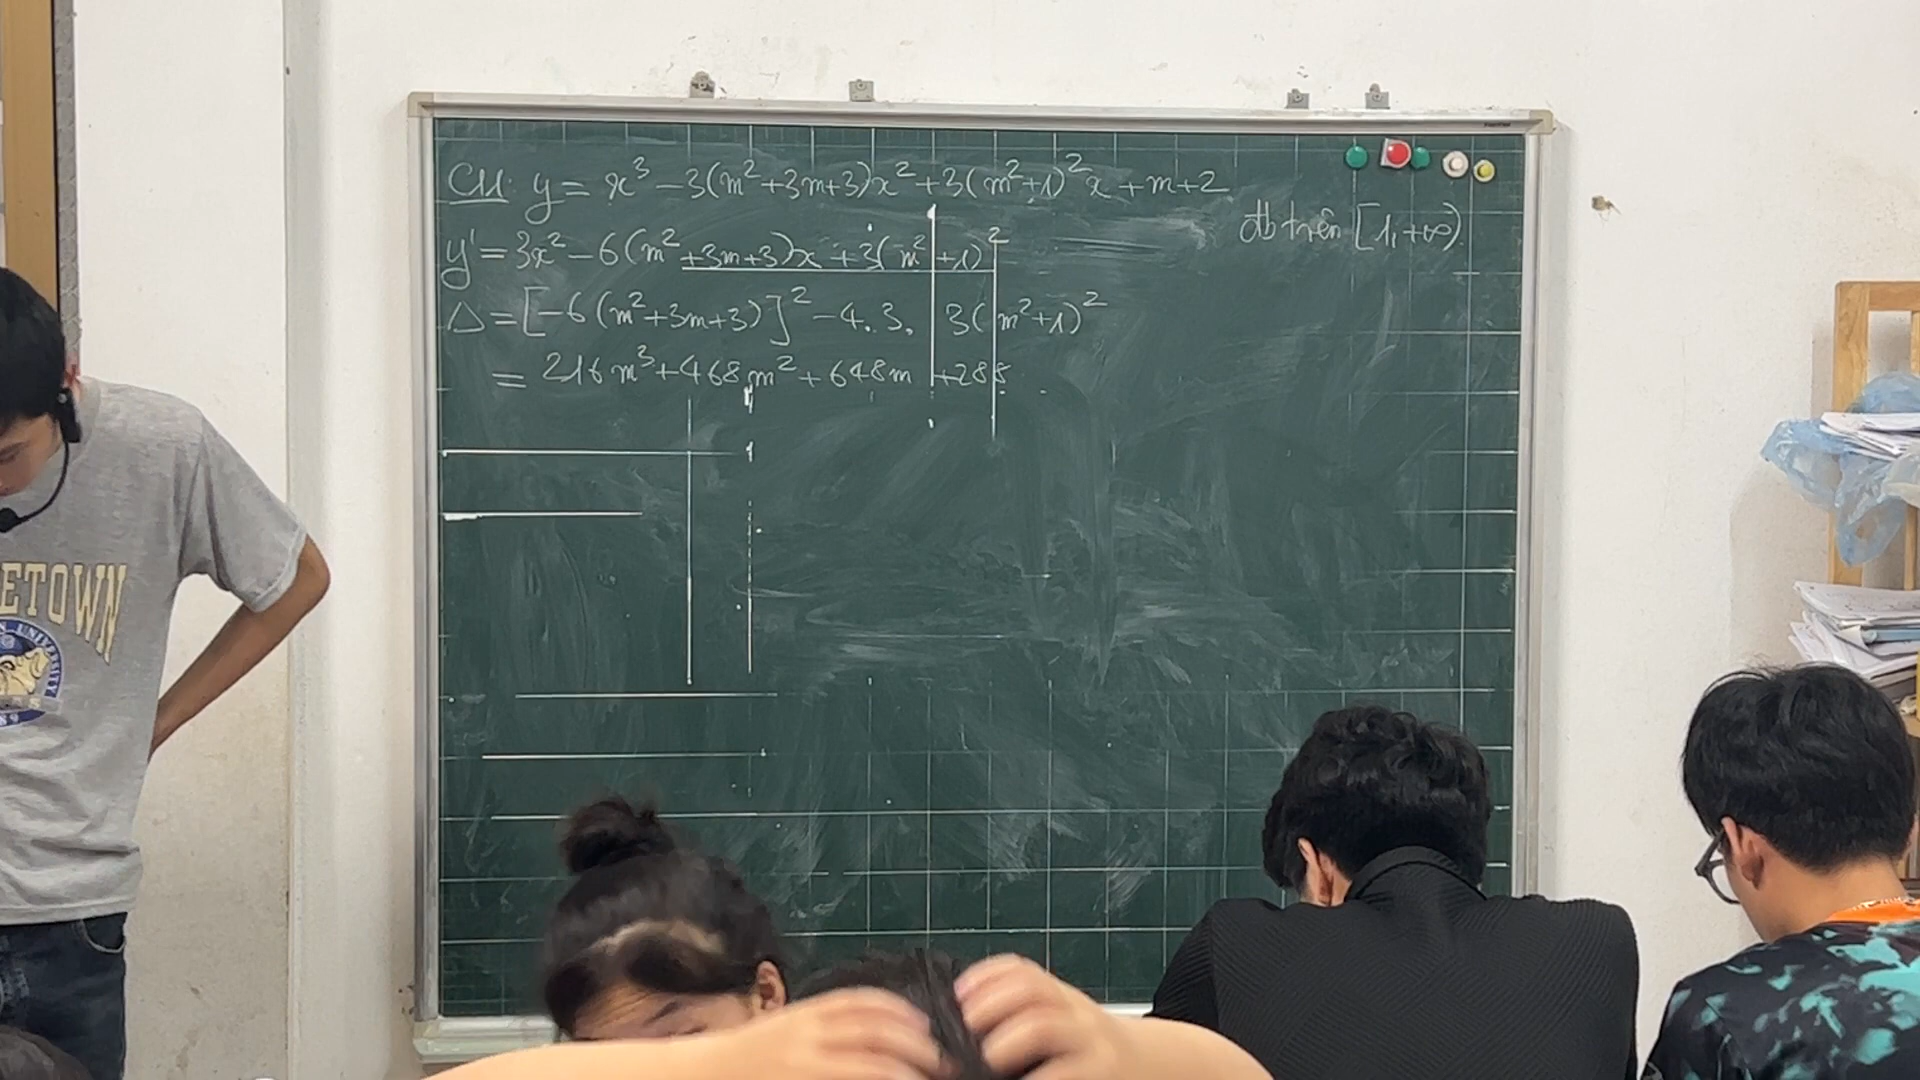 CM: y = x³ - 3(m² + 3m + 3)x² + 3(m² + 1)²x + m + 2
đb trên [1, +∞)
y' = 3x² - 6(m² + 3m + 3)x + 3(m² + 1)²
Δ = [-6(m² + 3m + 3)]² - 4.3. 3(m² + 1)²
= 216m³ + 468m² + 648m + 288
ETOWN